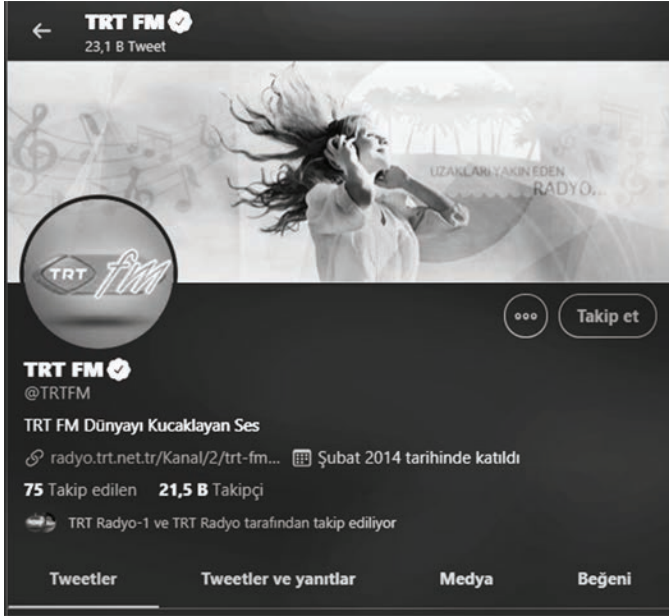 TRT FM
23,1 B Tweet
UZAKLARI YAKIN EDEN
RADYO...
TRT fm
Takip et
TRT FM
@TRTFM
TRT FM Dünyayı Kucaklayan Ses
radyo.trt.net.tr/Kanal/2/trt-fm... Şubat 2014 tarihinde katıldı
75 Takip edilen 21,5 B Takipçi
TRT Radyo-1 ve TRT Radyo tarafından takip ediliyor
Tweetler Tweetler ve yanıtlar Medya Beğeni